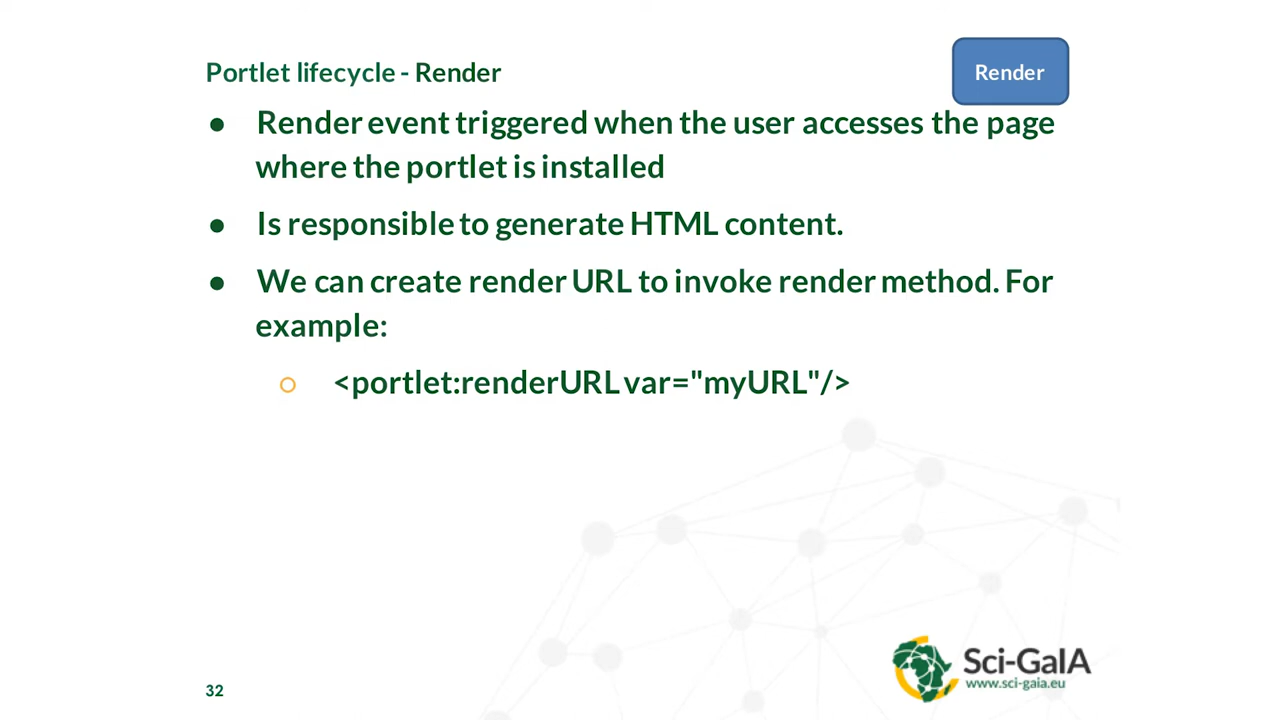 Portlet lifecycle - Render
Render
● Render event triggered when the user accesses the page
where the portlet is installed
● Is responsible to generate HTML content.
● We can create render URL to invoke render method. For
example:
○ <portlet:renderURL var="myURL"/>
Sci-GaIA
www.sci-gaia.eu
32